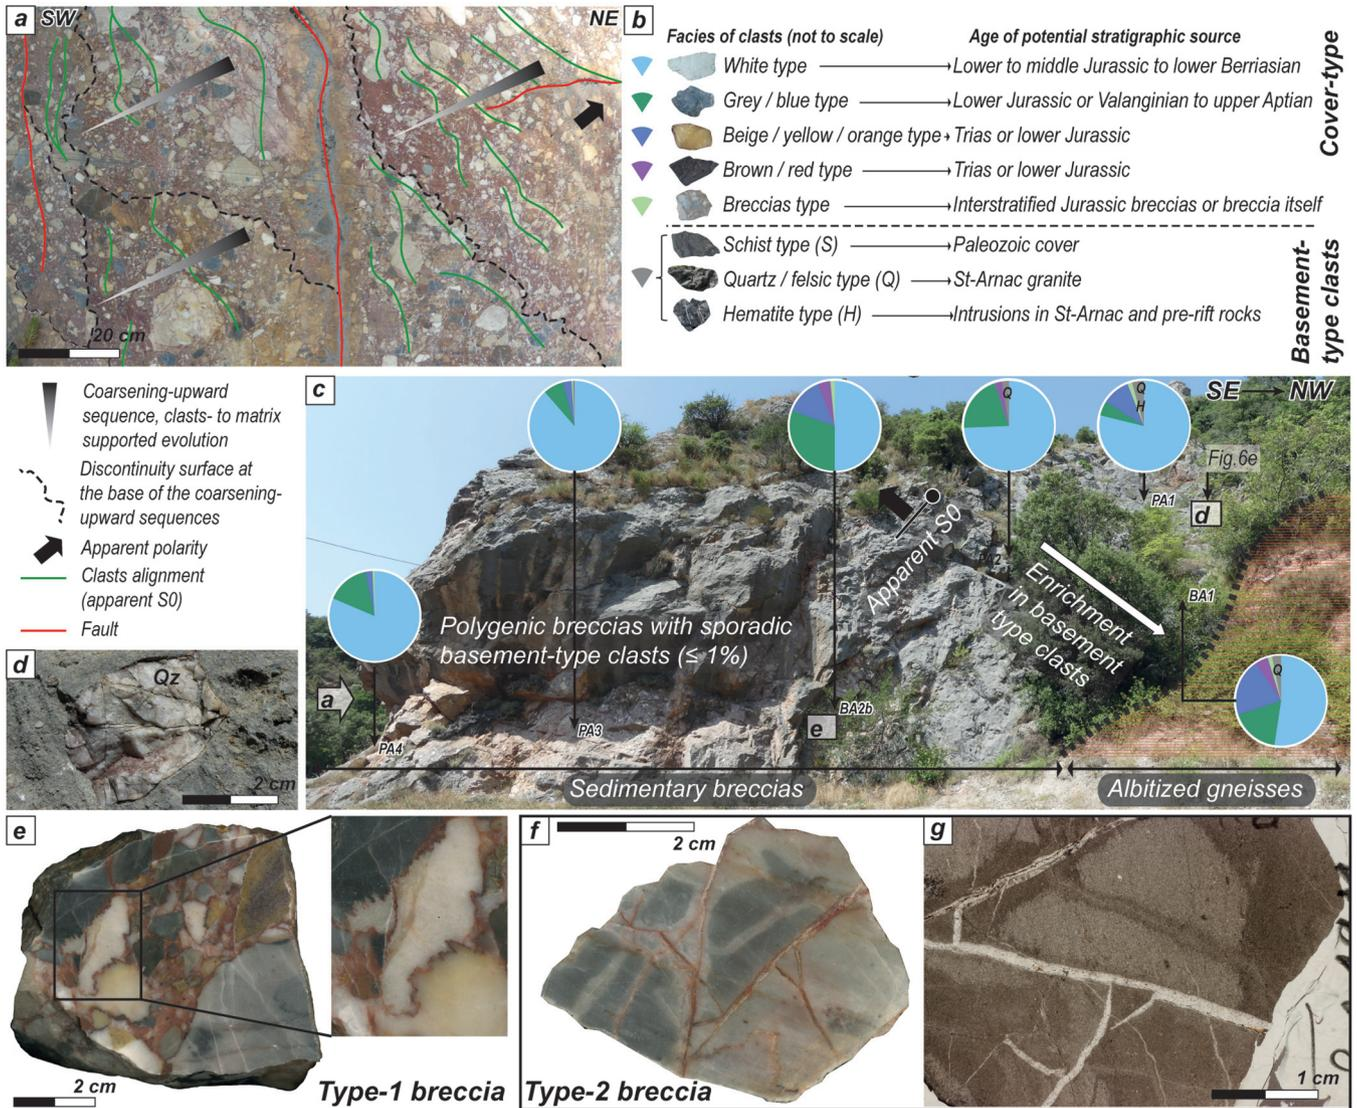 a SW
NE
20 cm
b
Facies of clasts (not to scale)
Age of potential stratigraphic source
White type
Lower to middle Jurassic to lower Berriasian
Grey / blue type
Lower Jurassic or Valanginian to upper Aptian
Beige / yellow / orange type
Trias or lower Jurassic
Brown / red type
Trias or lower Jurassic
Breccias type
Interstratified Jurassic breccias or breccia itself
Schist type (S)
Paleozoic cover
Quartz / felsic type (Q)
St-Arnac granite
Hematite type (H)
Intrusions in St-Arnac and pre-rift rocks
Cover-type
Basement-
type clasts
Coarsening-upward
sequence, clasts- to matrix
supported evolution
Discontinuity surface at
the base of the coarsening-
upward sequences
Apparent polarity
Clasts alignment
(apparent S0)
Fault
c
SE
NW
Q
Q
H
Fig.6e
PA1
d
PA2
Apparent S0
Enrichment
in basement
type clasts
BA1
Q
Polygenic breccias with sporadic
basement-type clasts (≤ 1%)
a
PA4
PA3
BA2b
e
Sedimentary breccias
Albitized gneisses
d
Qz
2 cm
e
2 cm
Type-1 breccia
f
2 cm
Type-2 breccia
g
1 cm